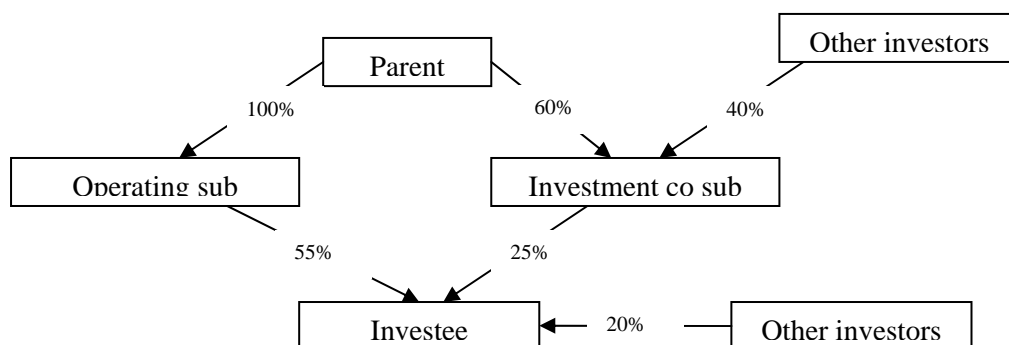 Other investors
Parent
100%
60%
40%
Operating sub
Investment co sub
55%
25%
Investee
20%
Other investors